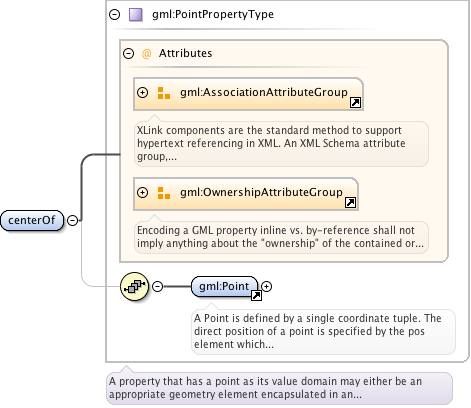 gml:PointPropertyType
@ Attributes
gml:AssociationAttributeGroup
XLink components are the standard method to support
hypertext referencing in XML. An XML Schema attribute
group,...
gml:OwnershipAttributeGroup
Encoding a GML property inline vs. by-reference shall not
imply anything about the "ownership" of the contained or...
centerOf
gml:Point
A Point is defined by a single coordinate tuple. The
direct position of a point is specified by the pos
element which...
A property that has a point as its value domain may either be an
appropriate geometry element encapsulated in an...